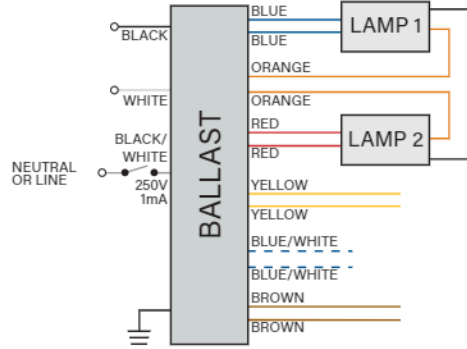 BLACK
WHITE
BLACK/
WHITE
NEUTRAL
OR LINE
250V
1mA
BALLAST
BLUE
BLUE
ORANGE
ORANGE
RED
RED
YELLOW
YELLOW
BLUE/WHITE
BLUE/WHITE
BROWN
BROWN
LAMP 1
LAMP 2